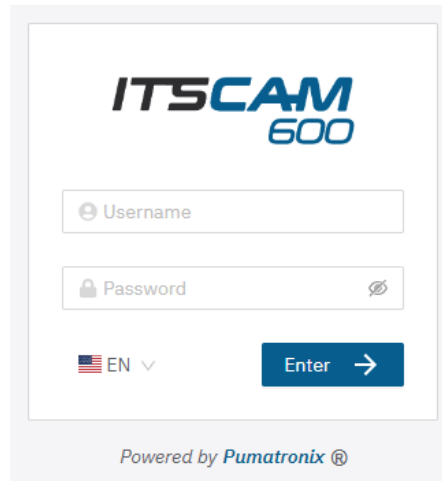 ITSCAM
600
Username
Password
EN
Enter
Powered by Pumatronix ®